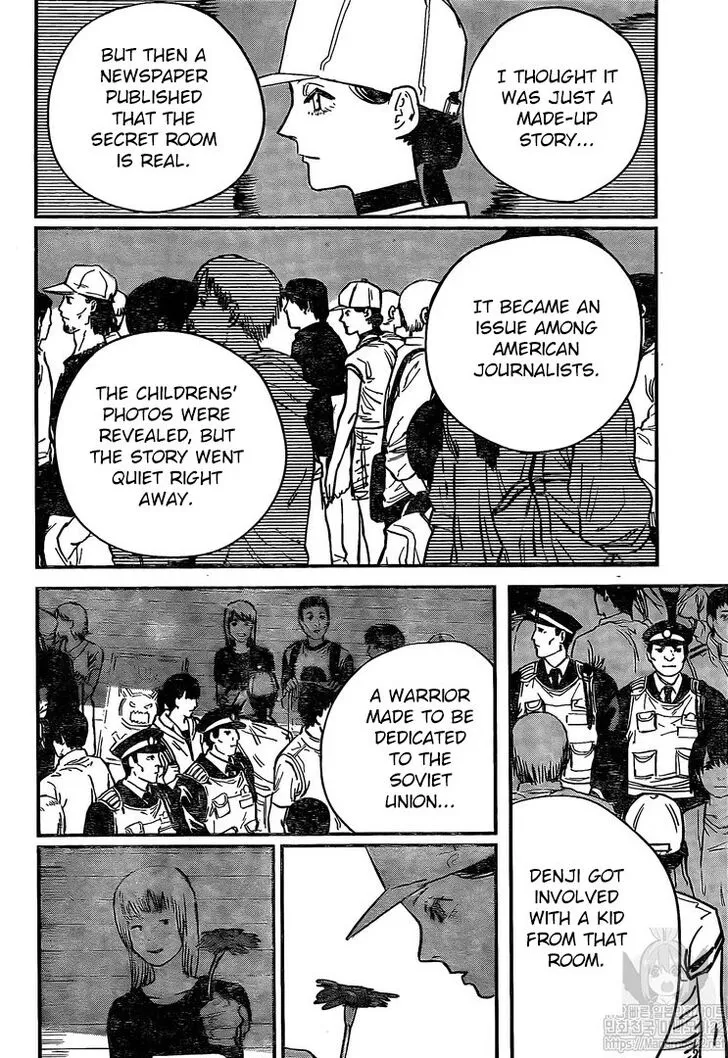 I THOUGHT
IT WAS JUST A
MADE-UP
STORY...
BUT THEN A
NEWSPAPER
PUBLISHED
THAT THE
SECRET ROOM
IS REAL.
IT BECAME AN
ISSUE AMONG
AMERICAN
JOURNALISTS.
THE CHILDRENS'
PHOTOS WERE
REVEALED, BUT
THE STORY WENT
QUIET RIGHT
AWAY.
DENJI GOT
INVOLVED
WITH A KID
FROM THAT
ROOM.
A WARRIOR
MADE TO BE
DEDICATED
TO THE
SOVIET
UNION...